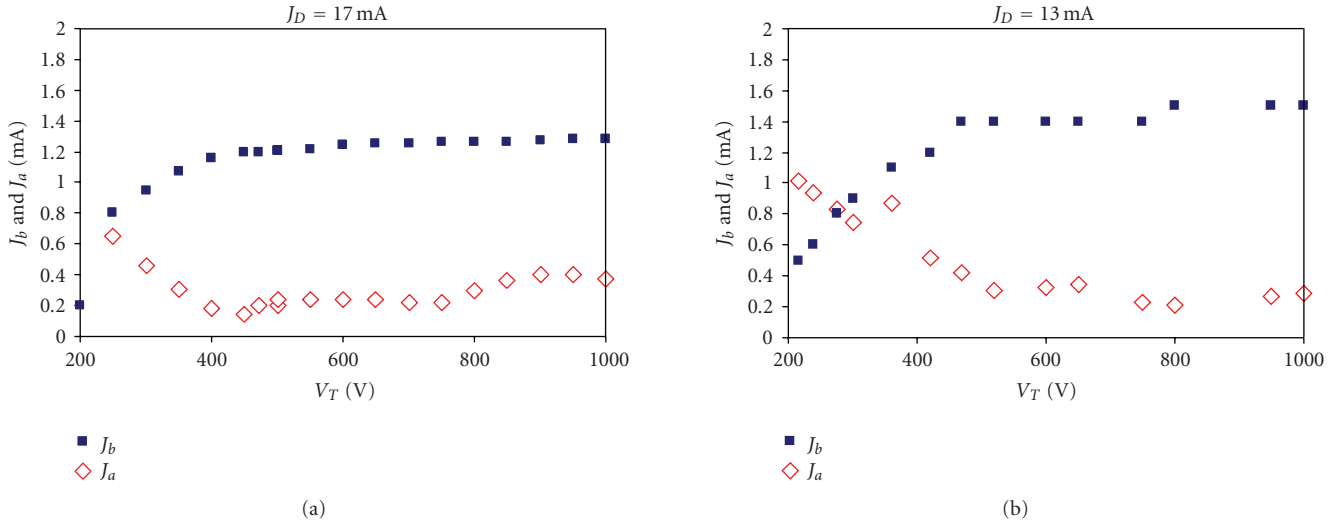 J_D = 17 mA
2
1.8
1.6
1.4
1.2
1
0.8
0.6
0.4
0.2
0
J_b and J_a (mA)
200 400 600 800 1000
V_T (V)
J_b
J_a
(a)
J_D = 13 mA
2
1.8
1.6
1.4
1.2
1
0.8
0.6
0.4
0.2
0
J_b and J_a (mA)
200 400 600 800 1000
V_T (V)
J_b
J_a
(b)